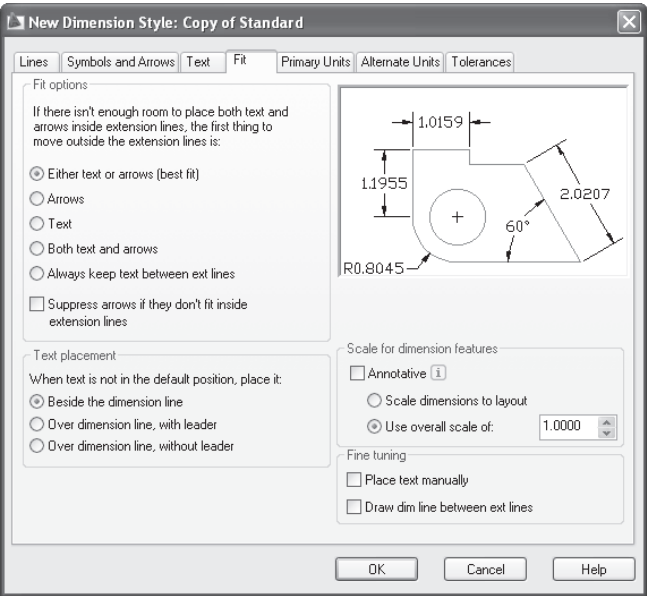 New Dimension Style: Copy of Standard
Lines
Symbols and Arrows
Text
Fit
Primary Units
Alternate Units
Tolerances
Fit options
If there isn't enough room to place both text and
arrows inside extension lines, the first thing to
move outside the extension lines is:
Either text or arrows (best fit)
Arrows
Text
Both text and arrows
Always keep text between ext lines
Suppress arrows if they don't fit inside
extension lines
Text placement
When text is not in the default position, place it:
Beside the dimension line
Over dimension line, with leader
Over dimension line, without leader
1.0159
1.1955
2.0207
60°
R0.8045
Scale for dimension features
Annotative i
Scale dimensions to layout
Use overall scale of: 1.0000
Fine tuning
Place text manually
Draw dim line between ext lines
OK
Cancel
Help